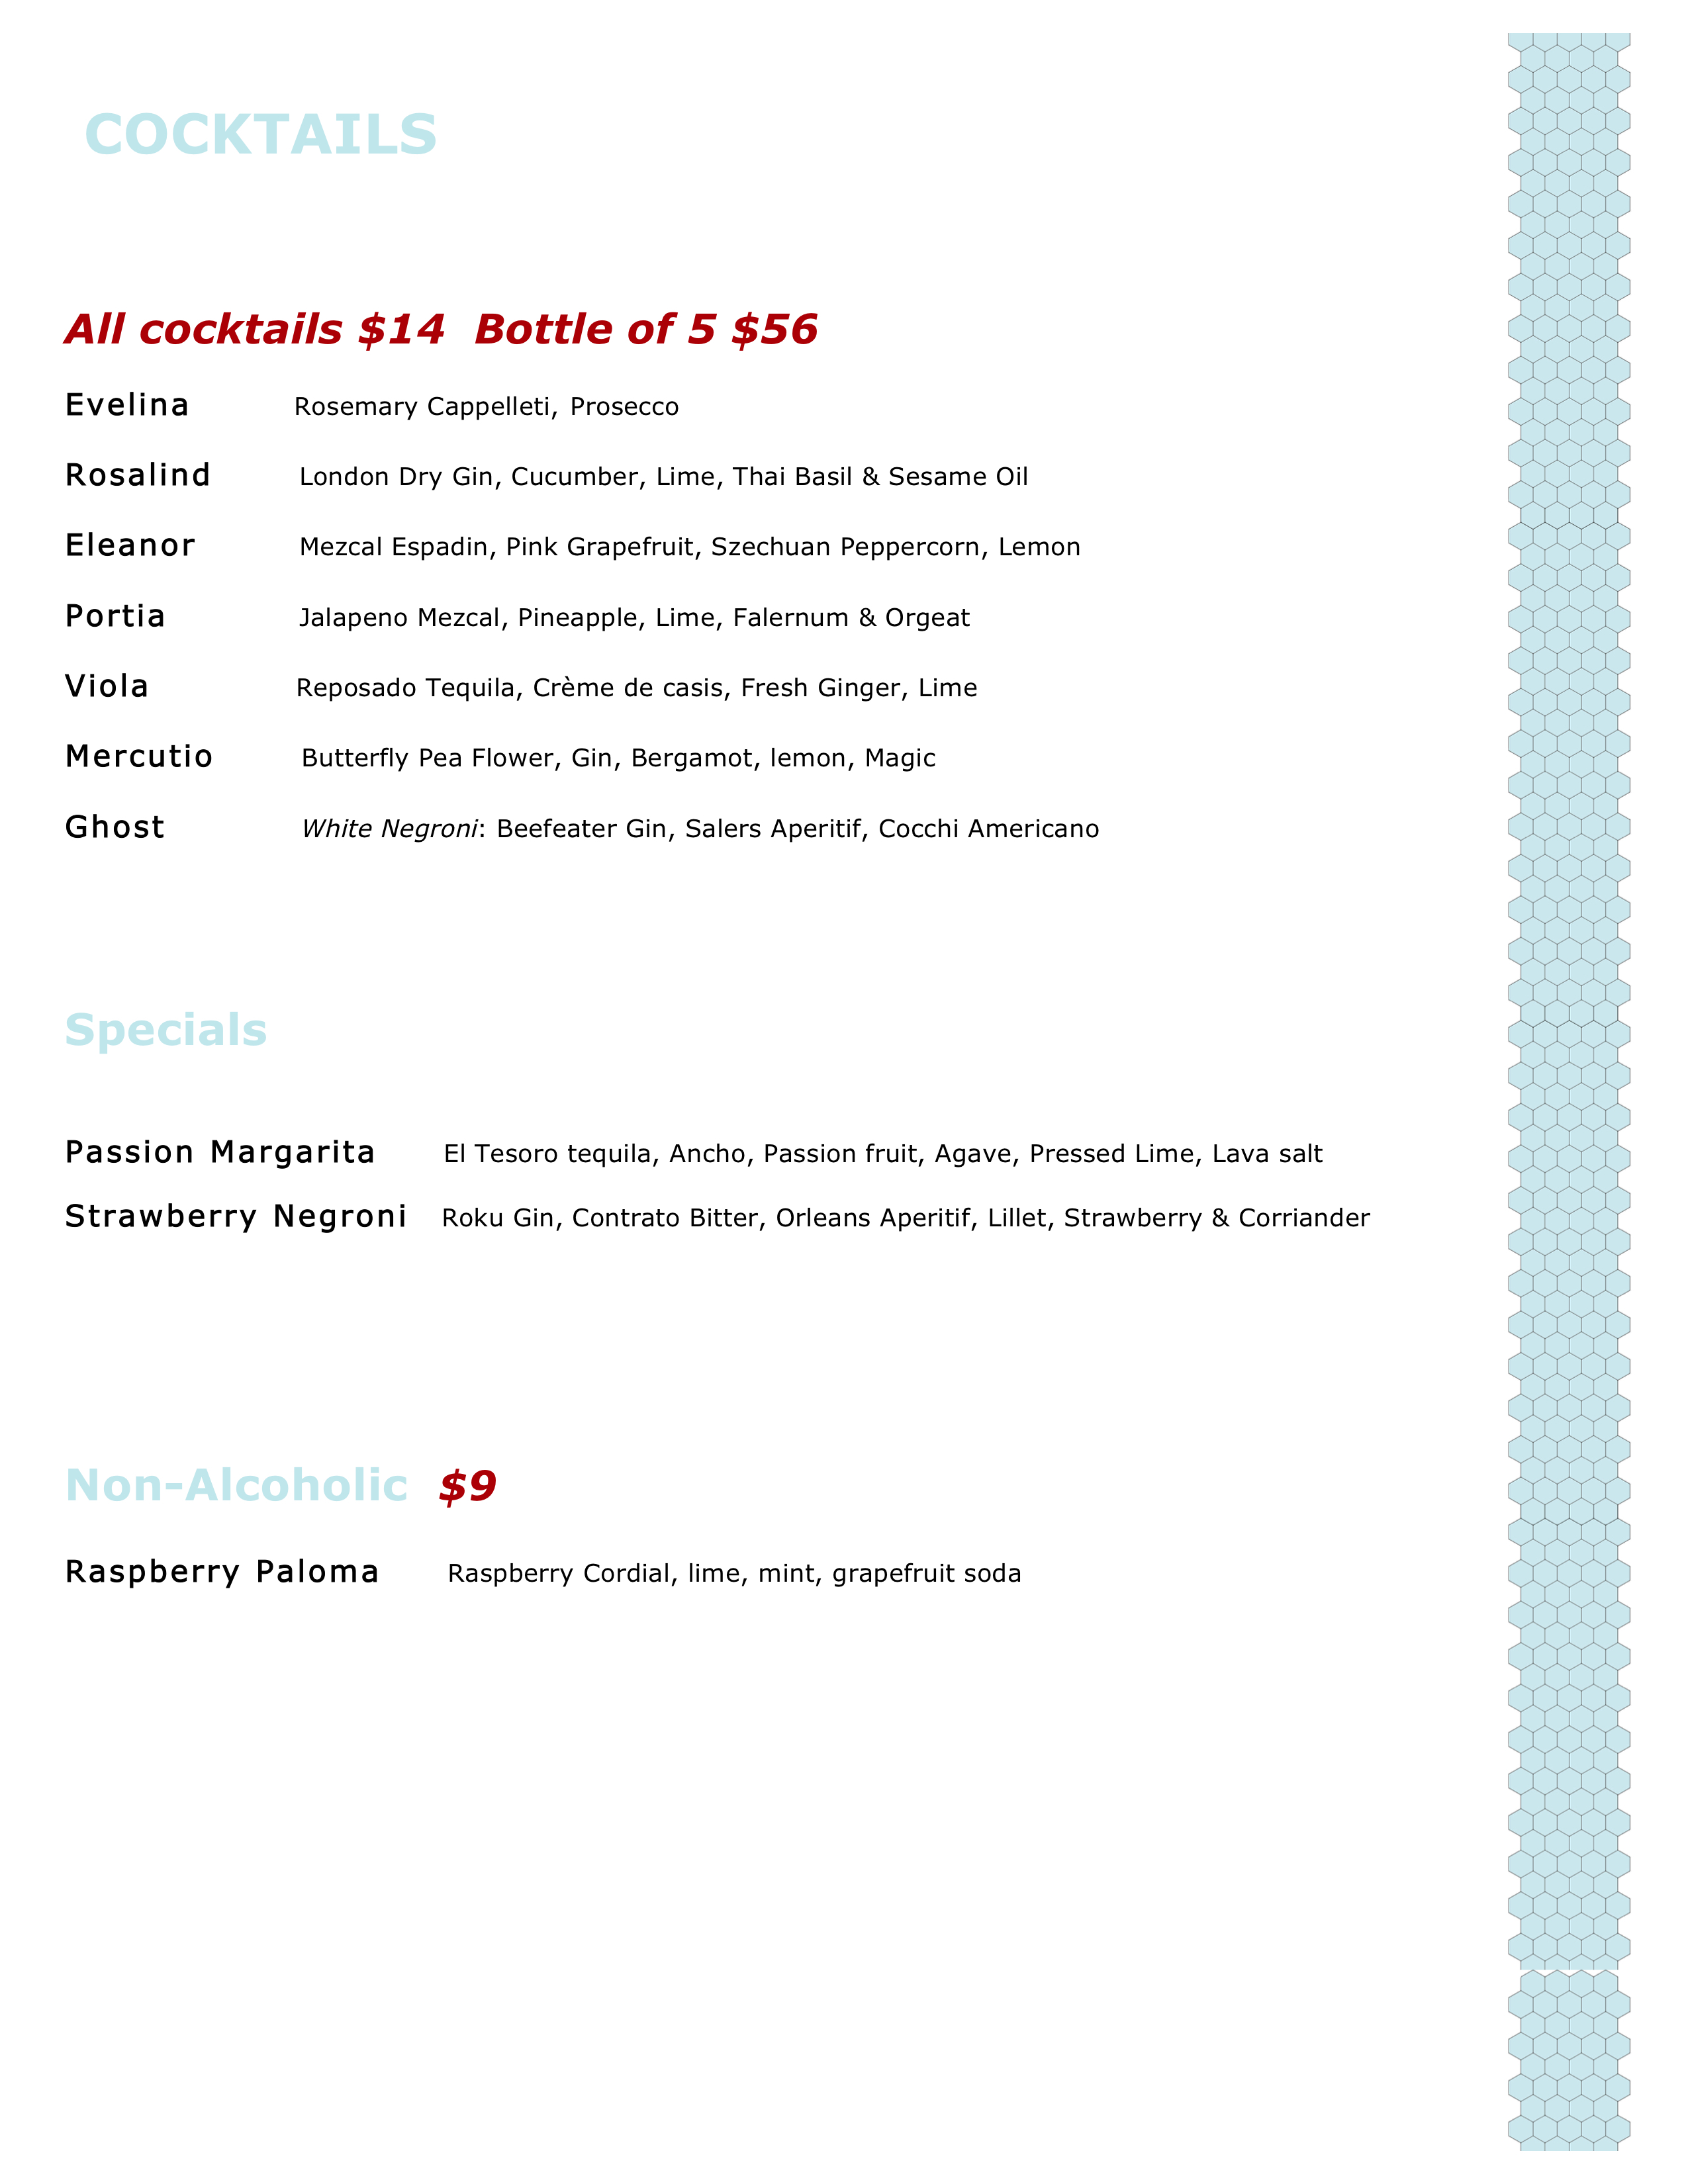 COCKTAILS
All cocktails $14 Bottle of 5 $56
Evelina Rosemary Cappelleti, Prosecco
Rosalind London Dry Gin, Cucumber, Lime, Thai Basil & Sesame Oil
Eleanor Mezcal Espadin, Pink Grapefruit, Szechuan Peppercorn, Lemon
Portia Jalapeno Mezcal, Pineapple, Lime, Falernum & Orgeat
Viola Reposado Tequila, Crème de casis, Fresh Ginger, Lime
Mercutio Butterfly Pea Flower, Gin, Bergamot, lemon, Magic
Ghost White Negroni: Beefeater Gin, Salers Aperitif, Cocchi Americano
Specials
Passion Margarita El Tesoro tequila, Ancho, Passion fruit, Agave, Pressed Lime, Lava salt
Strawberry Negroni Roku Gin, Contrato Bitter, Orleans Aperitif, Lillet, Strawberry & Corriander
Non-Alcoholic $9
Raspberry Paloma Raspberry Cordial, lime, mint, grapefruit soda